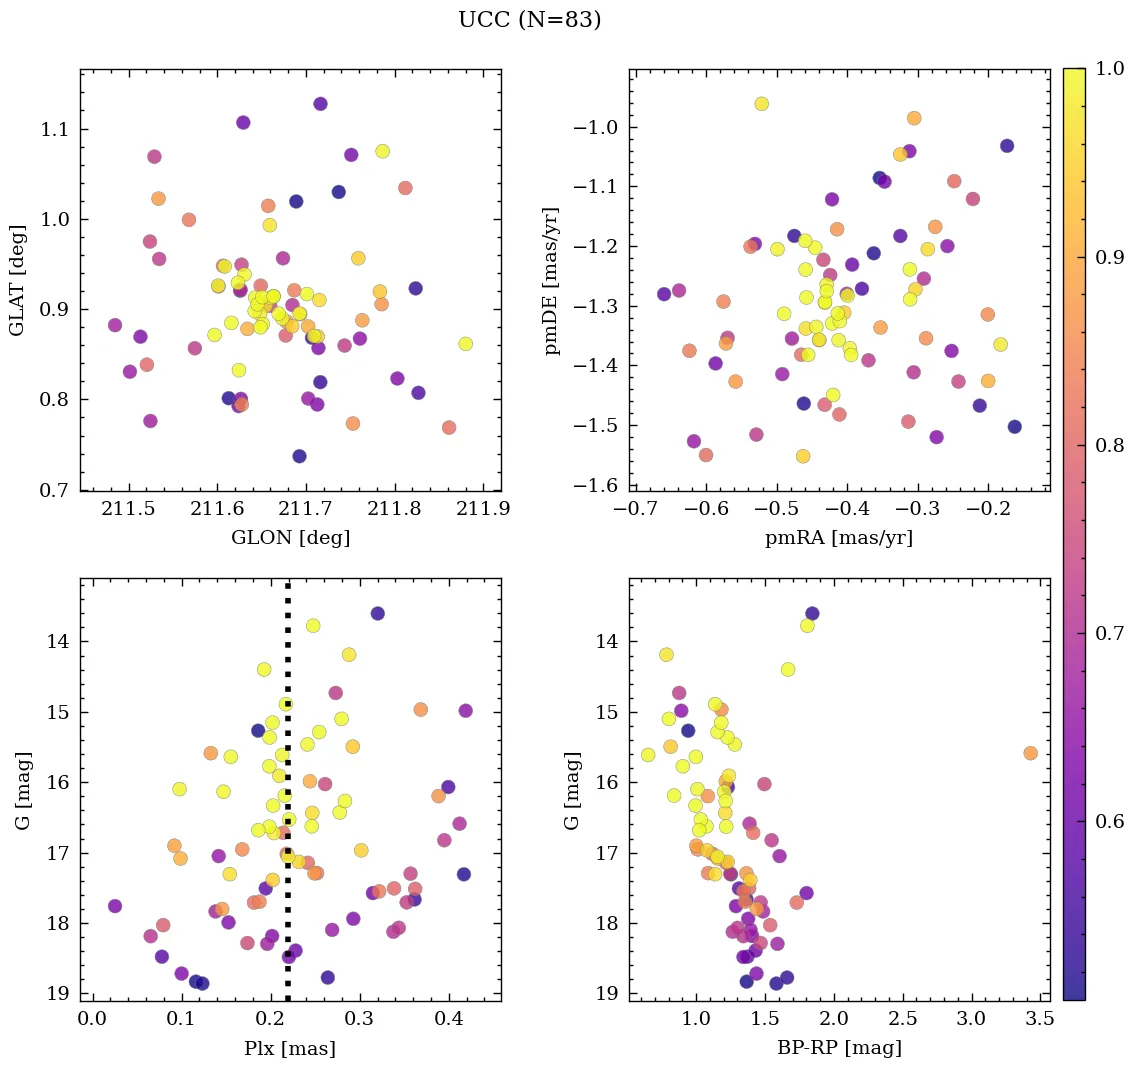 UCC (N=83)
1.1
1.0
0.9
0.8
0.7
GLAT [deg]
211.5 211.6 211.7 211.8 211.9
GLON [deg]
−1.0
−1.1
−1.2
−1.3
−1.4
−1.5
−1.6
pmDE [mas/yr]
−0.7 −0.6 −0.5 −0.4 −0.3 −0.2
pmRA [mas/yr]
1.0
0.9
0.8
0.7
0.6
14
15
16
17
18
19
G [mag]
0.0 0.1 0.2 0.3 0.4
Plx [mas]
14
15
16
17
18
19
G [mag]
1.0 1.5 2.0 2.5 3.0 3.5
BP-RP [mag]